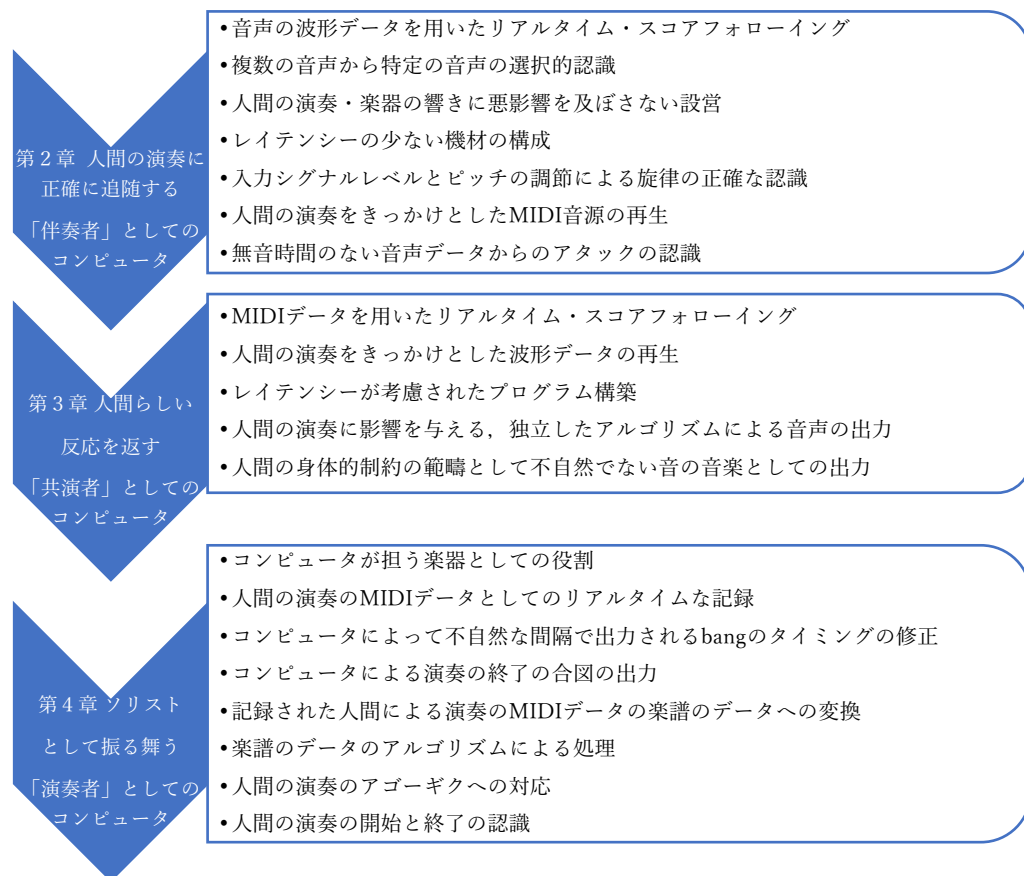 第２章 人間の演奏に
正確に追随する
「伴奏者」としての
コンピュータ
•音声の波形データを用いたリアルタイム・スコアフォローイング
•複数の音声から特定の音声の選択的認識
•人間の演奏・楽器の響きに悪影響を及ぼさない設営
•レイテンシーの少ない機材の構成
•入力シグナルレベルとピッチの調節による旋律の正確な認識
•人間の演奏をきっかけとしたMIDI音源の再生
•無音時間のない音声データからのアタックの認識
第３章 人間らしい
反応を返す
「共演者」としての
コンピュータ
•MIDIデータを用いたリアルタイム・スコアフォローイング
•人間の演奏をきっかけとした波形データの再生
•レイテンシーが考慮されたプログラム構築
•人間の演奏に影響を与える，独立したアルゴリズムによる音声の出力
•人間の身体的制約の範疇として不自然でない音の音楽としての出力
第４章 ソリスト
として振る舞う
「演奏者」としての
コンピュータ
•コンピュータが担う楽器としての役割
•人間の演奏のMIDIデータとしてのリアルタイムな記録
•コンピュータによって不自然な間隔で出力されるbangのタイミングの修正
•コンピュータによる演奏の終了の合図の出力
•記録された人間による演奏のMIDIデータの楽譜のデータへの変換
•楽譜のデータのアルゴリズムによる処理
•人間の演奏のアゴーギクへの対応
•人間の演奏の開始と終了の認識